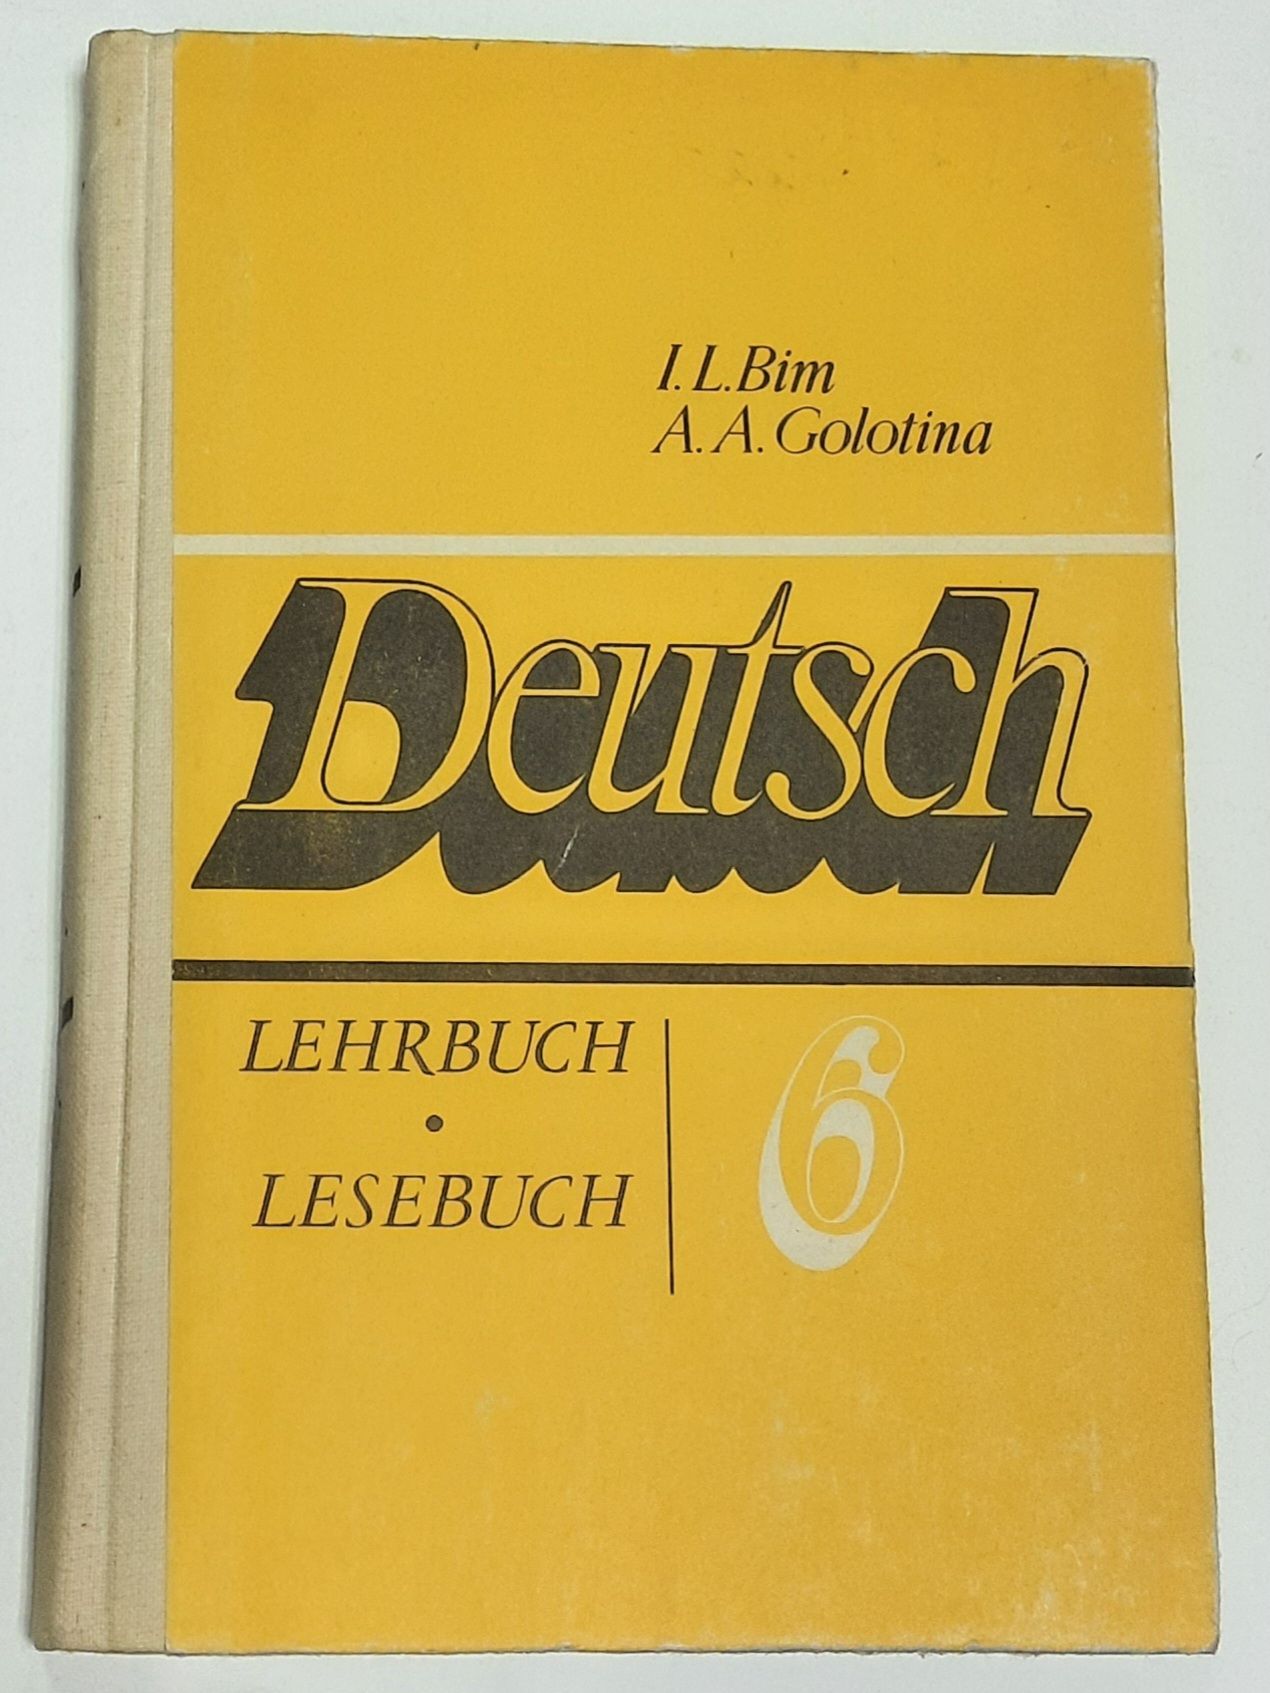 I. L. Bim
A. A. Golotina
Deutsch
LEHRBUCH
•
LESEBUCH
6